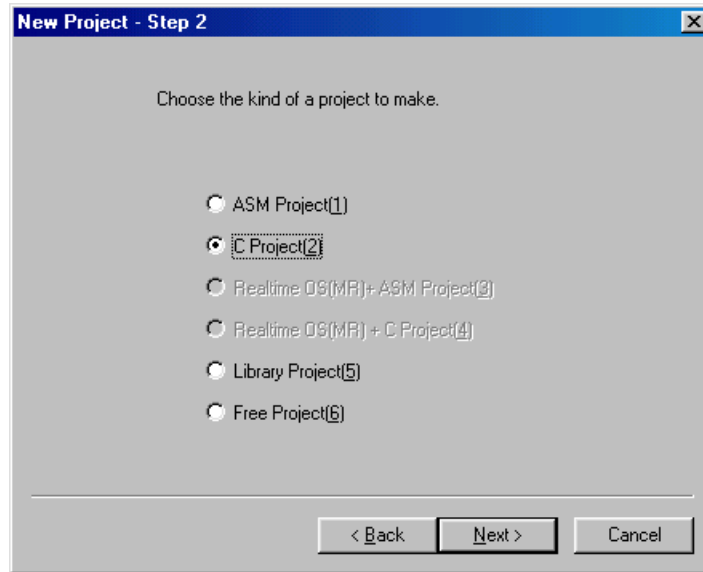 New Project - Step 2
Choose the kind of a project to make.
ASM Project(1)
C Project(2)
Realtime OS(MR)+ ASM Project(3)
Realtime OS(MR) + C Project(4)
Library Project(5)
Free Project(6)
< Back Next > Cancel